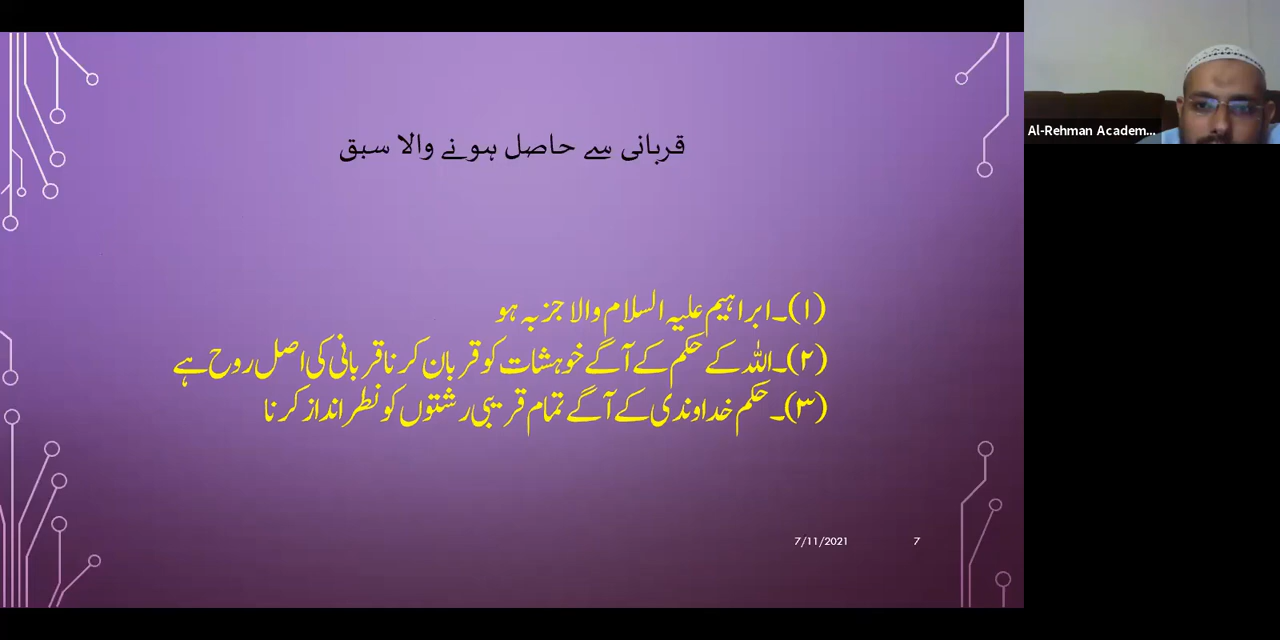 قربانی سے حاصل ہونے والا سبق
(۱)۔ابراہیم علیہ السلام والا جزبہ ہو
(۲)۔اللہ کے حکم کے آگے خوہشات کو قربان کرنا قربانی کی اصل روح ہے
(۳)۔حکم خداوندی کے آگے تمام قریبی رشتوں کو نطر انداز کرنا
7/11/2021 7
Al-Rehman Academ...